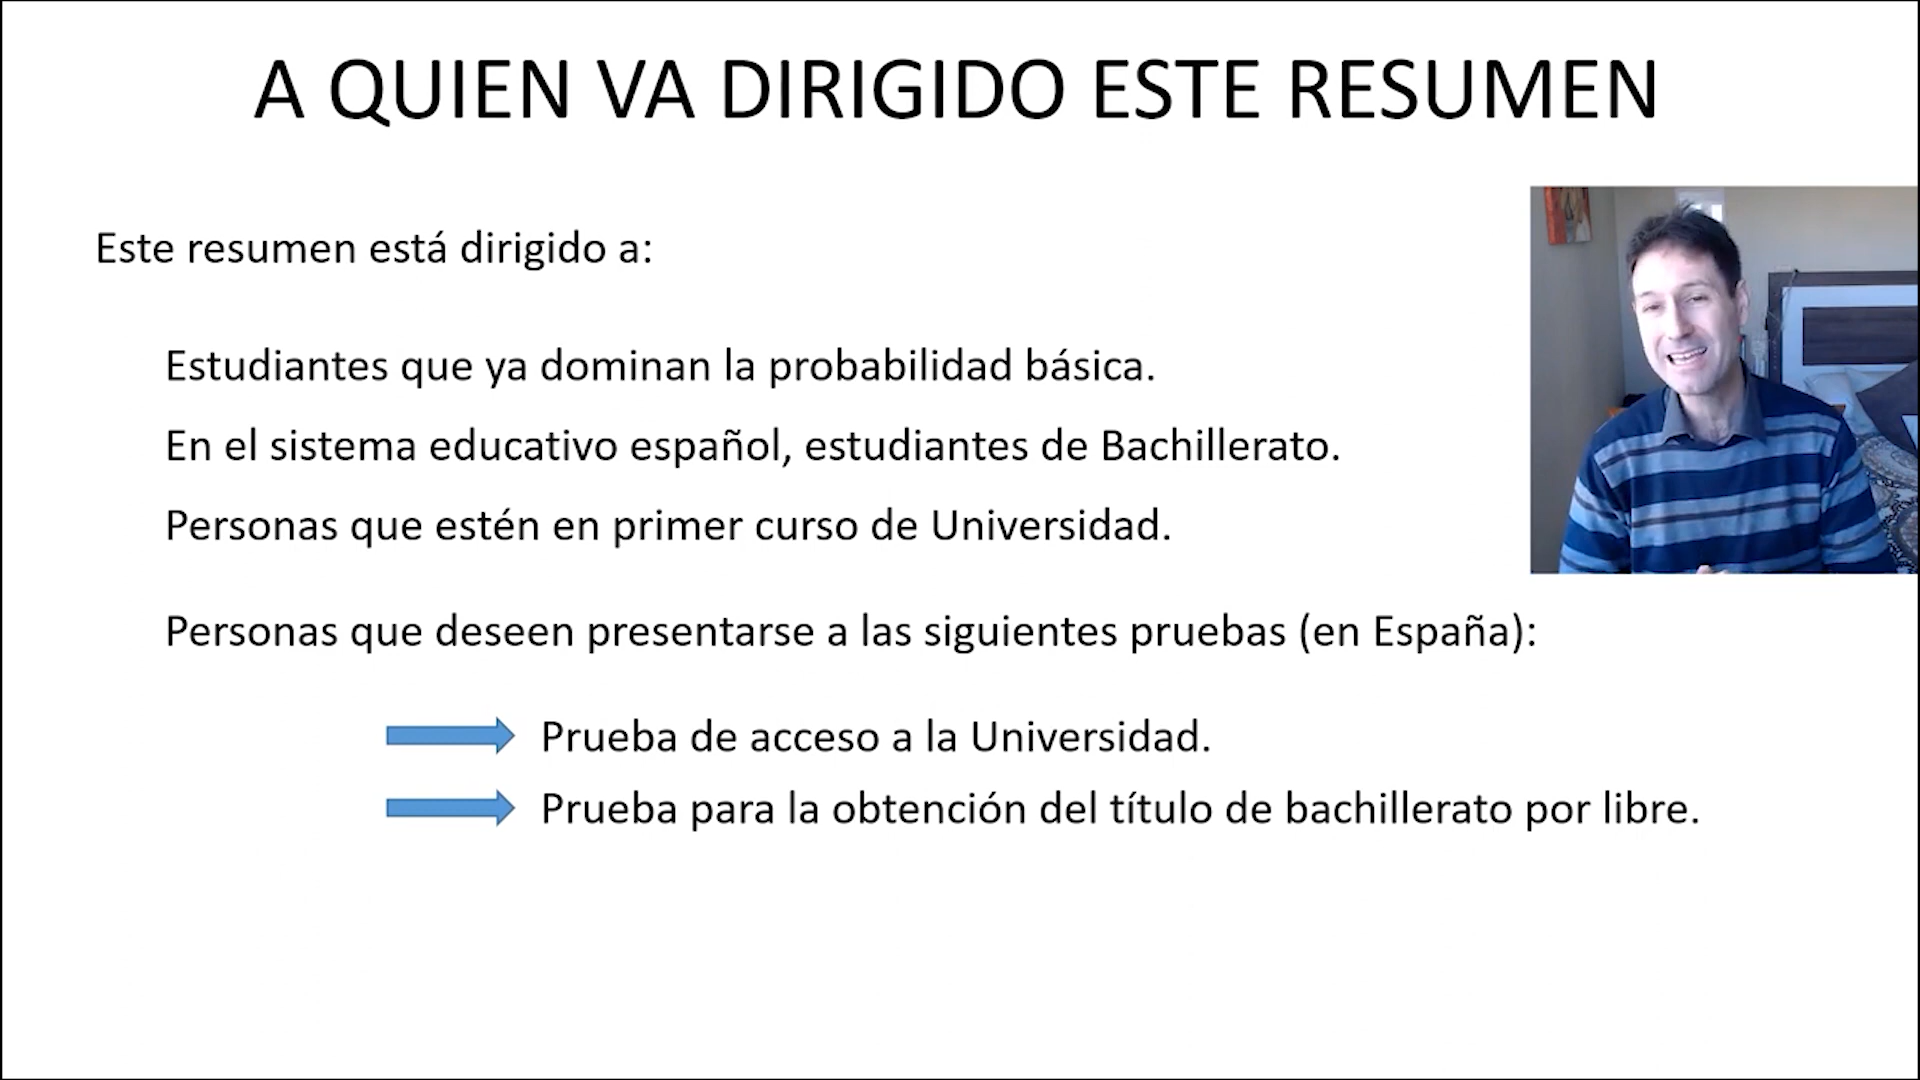 A QUIEN VA DIRIGIDO ESTE RESUMEN
Este resumen está dirigido a:
Estudiantes que ya dominan la probabilidad básica.
En el sistema educativo español, estudiantes de Bachillerato.
Personas que estén en primer curso de Universidad.
Personas que deseen presentarse a las siguientes pruebas (en España):
Prueba de acceso a la Universidad.
Prueba para la obtención del título de bachillerato por libre.